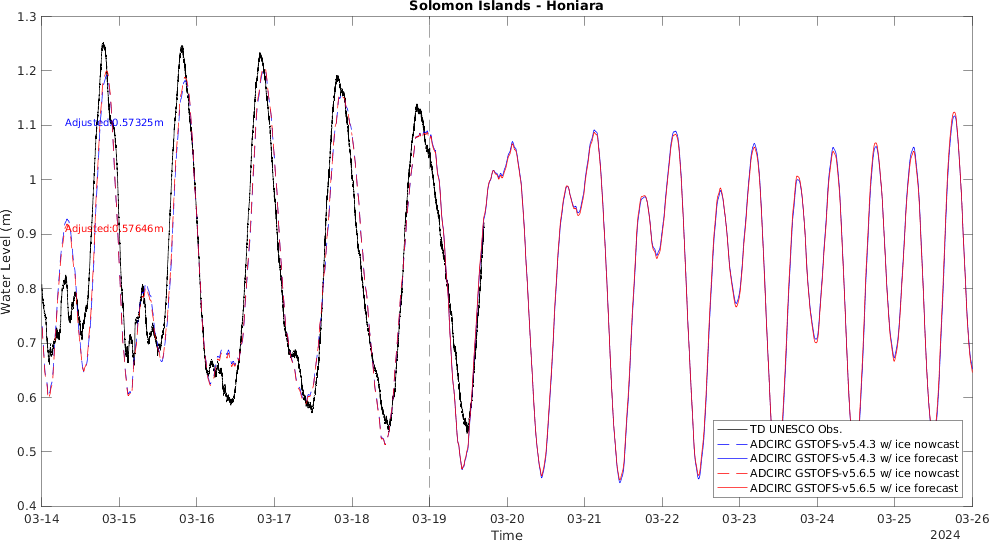 Solomon Islands - Honiara
1.3
1.2
1.1
1
0.9
0.8
0.7
0.6
0.5
0.4
Water Level (m)
Adjusted:0.57325m
Adjusted:0.57646m
TD UNESCO Obs.
ADCIRC GSTOFS-v5.4.3 w/ ice nowcast
ADCIRC GSTOFS-v5.4.3 w/ ice forecast
ADCIRC GSTOFS-v5.6.5 w/ ice nowcast
ADCIRC GSTOFS-v5.6.5 w/ ice forecast
03-14 03-15 03-16 03-17 03-18 03-19 03-20 03-21 03-22 03-23 03-24 03-25 03-26
Time
2024